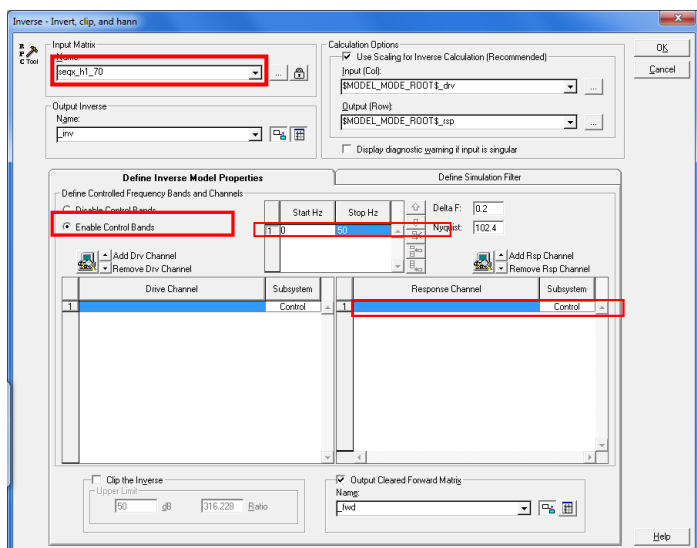 Inverse - Invert, clip, and hann
R
P
C Tool
Input Matrix
Name:
seqx_h1_70
...
Output Inverse
Name:
_inv
Calculation Options
Use Scaling for Inverse Calculation (Recommended)
Input (Col):
$MODEL_MODE_ROOT$_drv
...
Output (Row):
$MODEL_MODE_ROOT$_rsp
...
Display diagnostic warning if input is singular
OK
Cancel
Define Inverse Model Properties
Define Simulation Filter
Define Controlled Frequency Bands and Channels
Disable Control Bands
Enable Control Bands
Start Hz Stop Hz
1 0 50
Delta F: 0.2
Nyquist: 102.4
Add Drv Channel
Remove Drv Channel
Add Rsp Channel
Remove Rsp Channel
Drive Channel Subsystem
1 Control
Response Channel Subsystem
1 Control
Clip the Inverse
Upper Limit
50 dB 316.228 Ratio
Output Cleared Forward Matrix
Name:
_fwd
Help